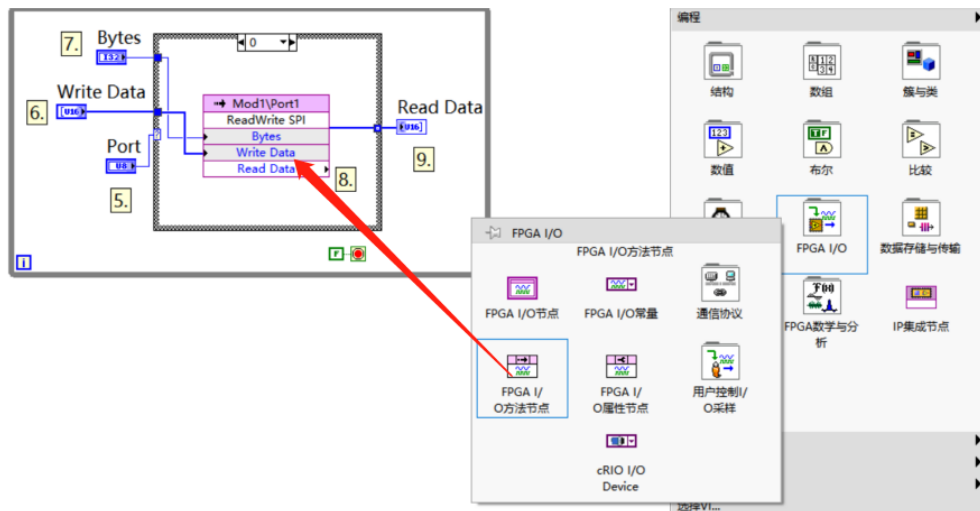 7.
Bytes
I32
0
Write Data
6.
U16
Mod1\Port1
ReadWrite SPI
Bytes
Write Data
Read Data
Read Data
U16
9.
8.
Port
U8
5.
F
i
编程
结构
数组
簇与类
数值
布尔
比较
FPGA I/O
数据存储与传输
FPGA数学与分
析
IP集成节点
FPGA I/O
FPGA I/O方法节点
FPGA I/O节点
FPGA I/O常量
通信协议
FPGA I/
O方法节点
FPGA I/
O属性节点
用户控制I/
O采样
cRIO I/O
Device
选择VI...